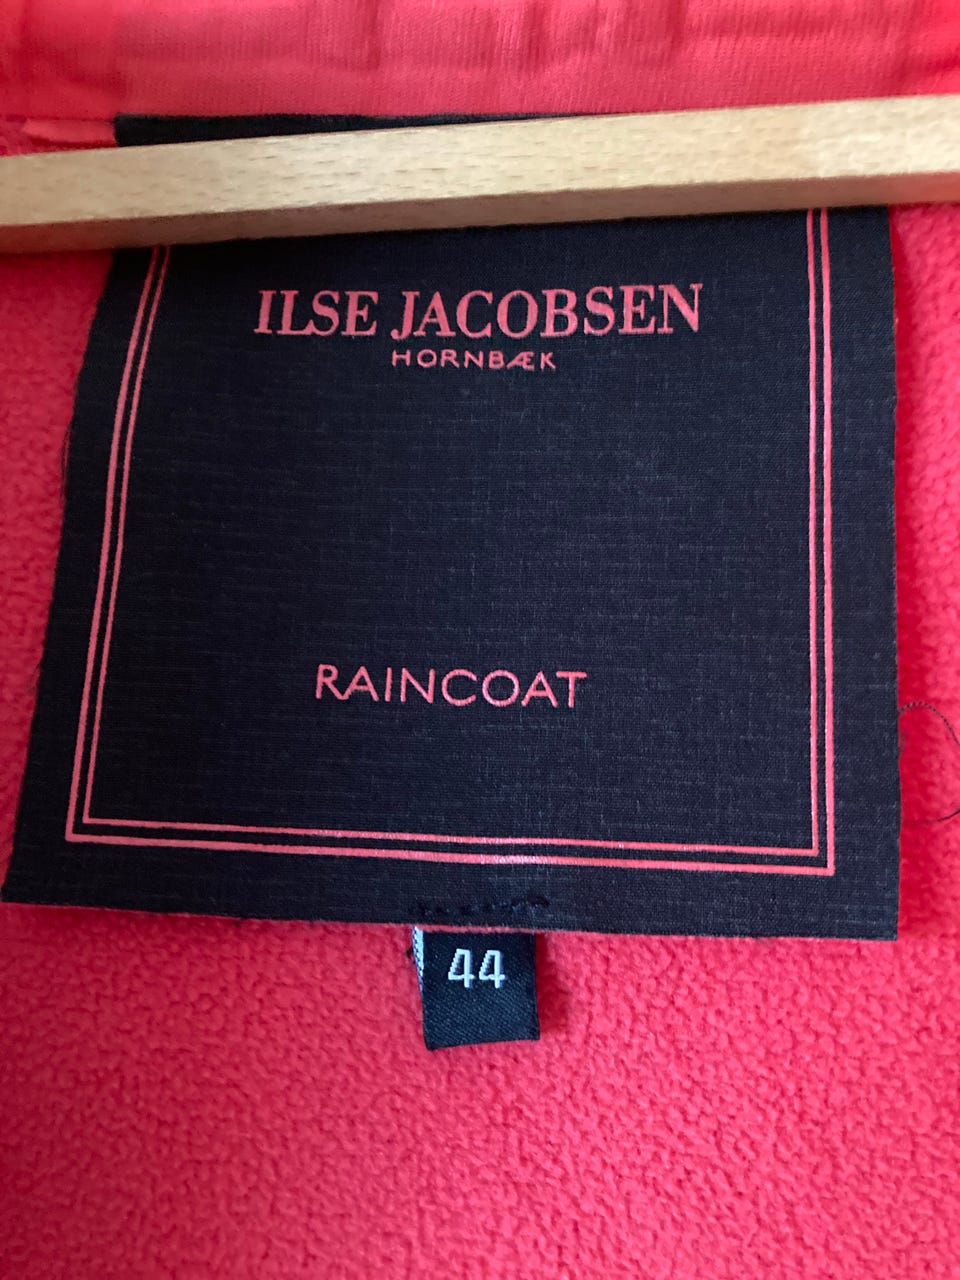 ILSE JACOBSEN
HORNBÆK
RAINCOAT
44